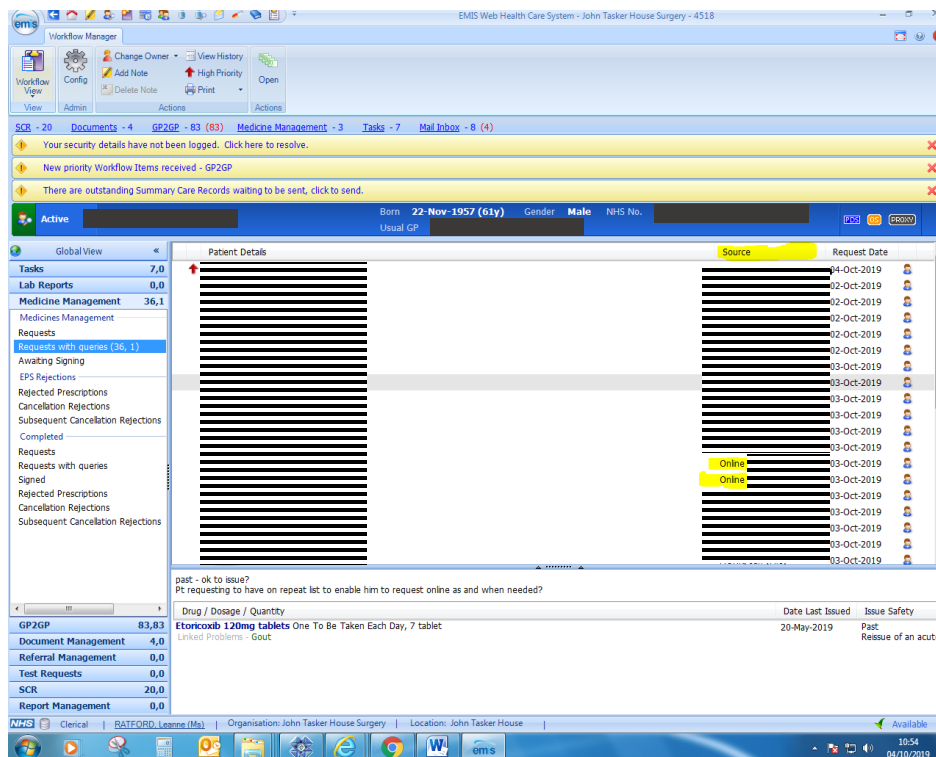 ems
EMIS Web Health Care System - John Tasker House Surgery - 4518
Workflow Manager
Workflow View
Config
Change Owner
Add Note
Delete Note
View History
High Priority
Print
Open
View
Admin
Actions
Actions
SCR - 20 Documents - 4 GP2GP - 83 (83) Medicine Management - 3 Tasks - 7 Mail Inbox - 8 (4)
Your security details have not been logged. Click here to resolve.
New priority Workflow Items received - GP2GP
There are outstanding Summary Care Records waiting to be sent, click to send.
Active Born 22-Nov-1957 (61y) Gender Male NHS No.
Usual GP
PDS OS PROXY
Global View «
Patient Details Source Request Date
Tasks 7,0
Lab Reports 0,0
Medicine Management 36,1
Medicines Management
Requests
Requests with queries (36, 1)
Awaiting Signing
EPS Rejections
Rejected Prescriptions
Cancellation Rejections
Subsequent Cancellation Rejections
Completed
Requests
Requests with queries
Signed
Rejected Prescriptions
Cancellation Rejections
Subsequent Cancellation Rejections
04-Oct-2019
02-Oct-2019
02-Oct-2019
02-Oct-2019
02-Oct-2019
02-Oct-2019
03-Oct-2019
03-Oct-2019
03-Oct-2019
03-Oct-2019
03-Oct-2019
03-Oct-2019
Online 03-Oct-2019
Online 03-Oct-2019
03-Oct-2019
03-Oct-2019
03-Oct-2019
03-Oct-2019
03-Oct-2019
past - ok to issue?
Pt requesting to have on repeat list to enable him to request online as and when needed?
Drug / Dosage / Quantity Date Last Issued Issue Safety
Etoricoxib 120mg tablets One To Be Taken Each Day, 7 tablet 20-May-2019 Past
Linked Problems - Gout Reissue of an acut
GP2GP 83,83
Document Management 4,0
Referral Management 0,0
Test Requests 0,0
SCR 20,0
Report Management 0,0
NHS Clerical | RATFORD, Leanne (Ms) | Organisation: John Tasker House Surgery | Location: John Tasker House | Available
ems
10:54
04/10/2019